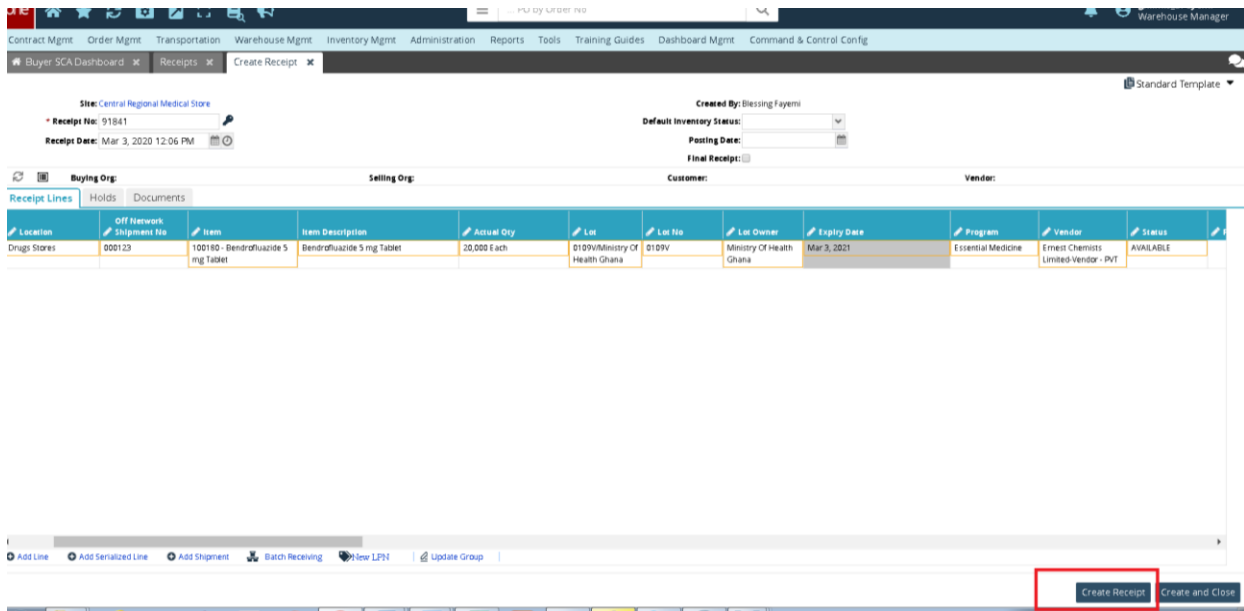 Warehouse Manager
... PO by Order No
Contract Mgmt Order Mgmt Transportation Warehouse Mgmt Inventory Mgmt Administration Reports Tools Training Guides Dashboard Mgmt Command & Control Config
Buyer SCA Dashboard Receipts Create Receipt
Standard Template
Site: Central Regional Medical Store Created By: Blessing Fayemi
* Receipt No: 91841 Default Inventory Status:
Receipt Date: Mar 3, 2020 12:06 PM Posting Date:
Final Receipt:
Buying Org: Selling Org: Customer: Vendor:
Receipt Lines Holds Documents
Off Network
Location Shipment No Item Item Description Actual Qty Lot Lot No Lot Owner Expiry Date Program Vendor Status
Drugs Stores 000123 100180 - Bendrofluazide 5 Bendrofluazide 5 mg Tablet 20,000 Each 0109V/Ministry Of 0109V Ministry Of Health Mar 3, 2021 Essential Medicine Ernest Chemists AVAILABLE
mg Tablet Health Ghana Ghana Limited-Vendor - PVT
Add Line Add Serialized Line Add Shipment Batch Receiving New LPN Update Group
Create Receipt Create and Close